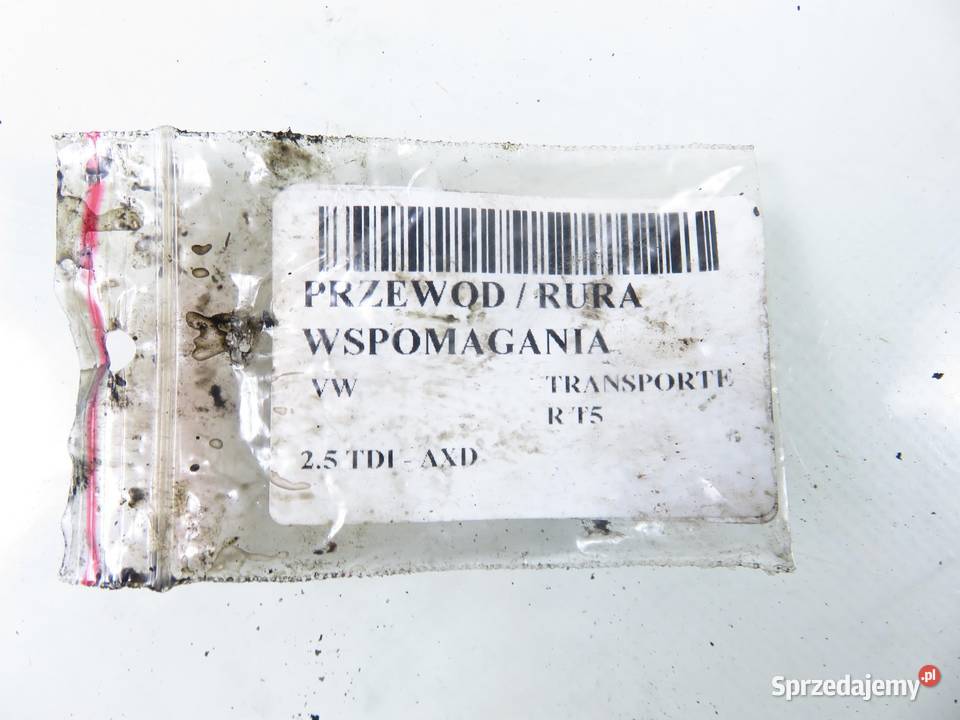 PRZEWOD / RURA
WSPOMAGANIA
VW TRANSPORTE
R T5
2.5 TDI - AXD
Sprzedajemy.pl